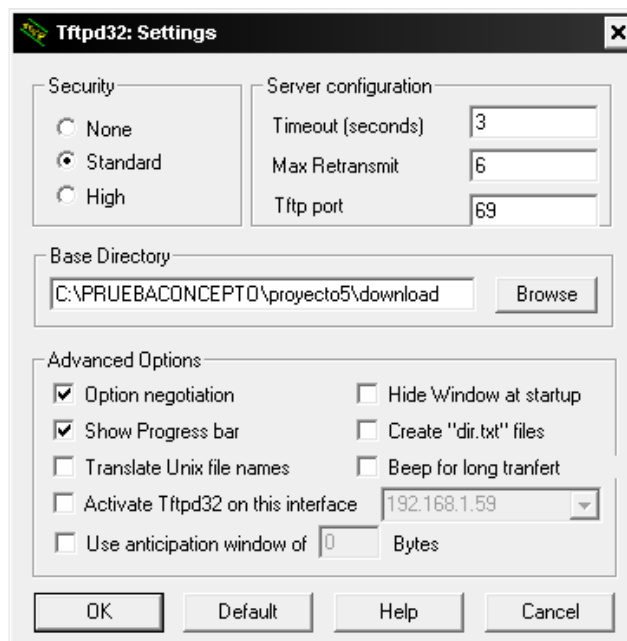 Tftpd32: Settings
Security
None
Standard
High
Server configuration
Timeout (seconds) 3
Max Retransmit 6
Tftp port 69
Base Directory
C:\PRUEBACONCEPTO\proyecto5\download Browse
Advanced Options
Option negotiation Hide Window at startup
Show Progress bar Create "dir.txt" files
Translate Unix file names Beep for long tranfert
Activate Tftpd32 on this interface 192.168.1.59
Use anticipation window of 0 Bytes
OK Default Help Cancel